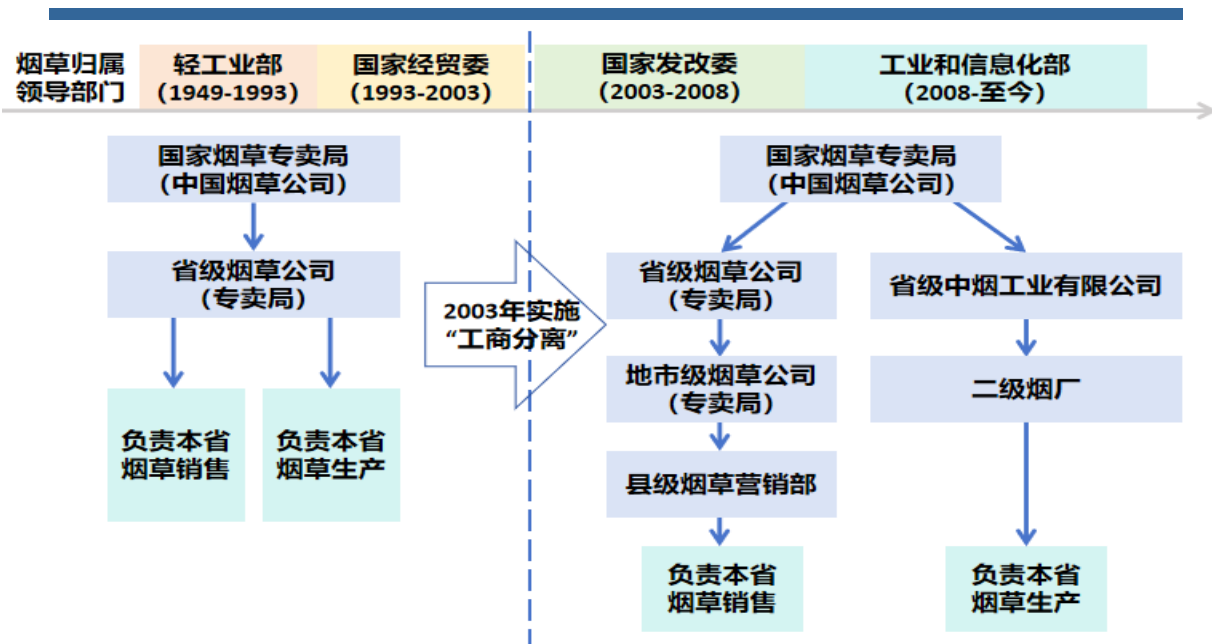 烟草归属
领导部门
轻工业部
(1949-1993)
国家经贸委
(1993-2003)
国家发改委
(2003-2008)
工业和信息化部
(2008-至今)
国家烟草专卖局
(中国烟草公司)
省级烟草公司
(专卖局)
负责本省
烟草销售
负责本省
烟草生产
2003年实施
“工商分离”
国家烟草专卖局
(中国烟草公司)
省级烟草公司
(专卖局)
省级中烟工业有限公司
地市级烟草公司
(专卖局)
二级烟厂
县级烟草营销部
负责本省
烟草销售
负责本省
烟草生产